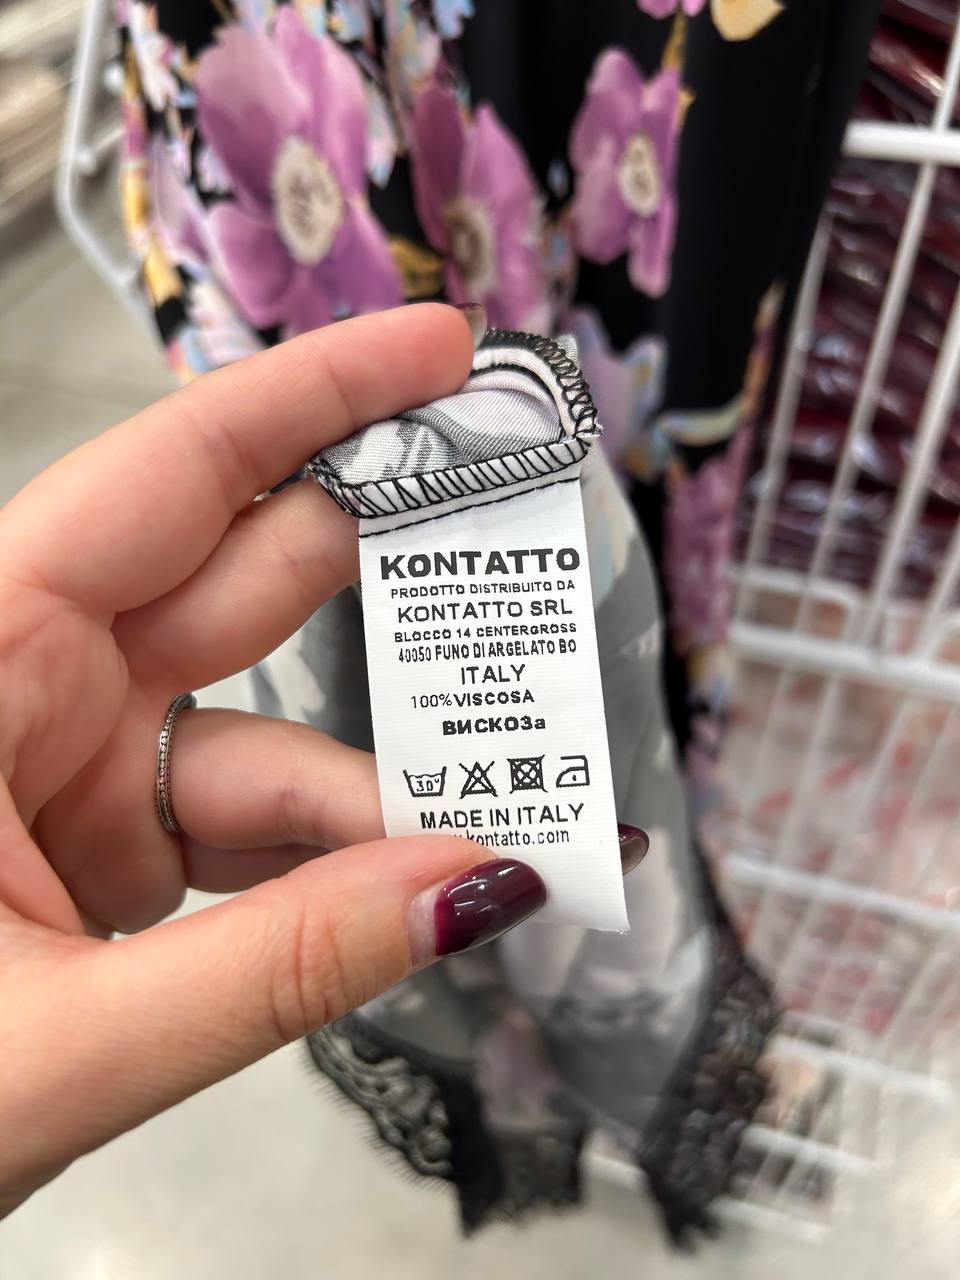 KONTATTO
PRODOTTO DISTRIBUITO DA
KONTATTO SRL
BLOCCO 14 CENTERGROSS
40050 FUNO DI ARGELATO BO
ITALY
100% VISCOSA
ВИСКОЗа
30°
MADE IN ITALY
kontatto.com